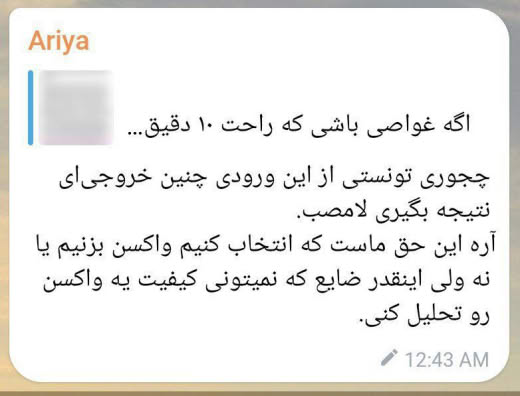 Ariya
اگه غواصی باشی که راحت ۱۰ دقیق...
چجوری تونستی از این ورودی چنین خروجی‌ای
نتیجه بگیری لامصب.
آره این حق ماست که انتخاب کنیم واکسن بزنیم یا
نه ولی اینقدر ضایع که نمیتونی کیفیت یه واکسن
رو تحلیل کنی.
12:43 AM